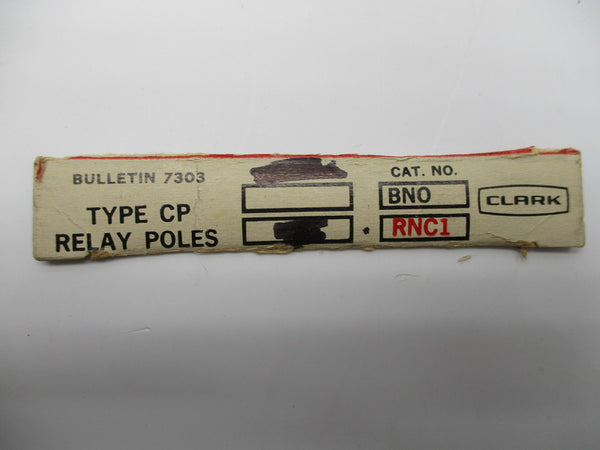 BULLETIN 7303
TYPE CP
RELAY POLES
CAT. NO.
BNO
RNC1
CLARK